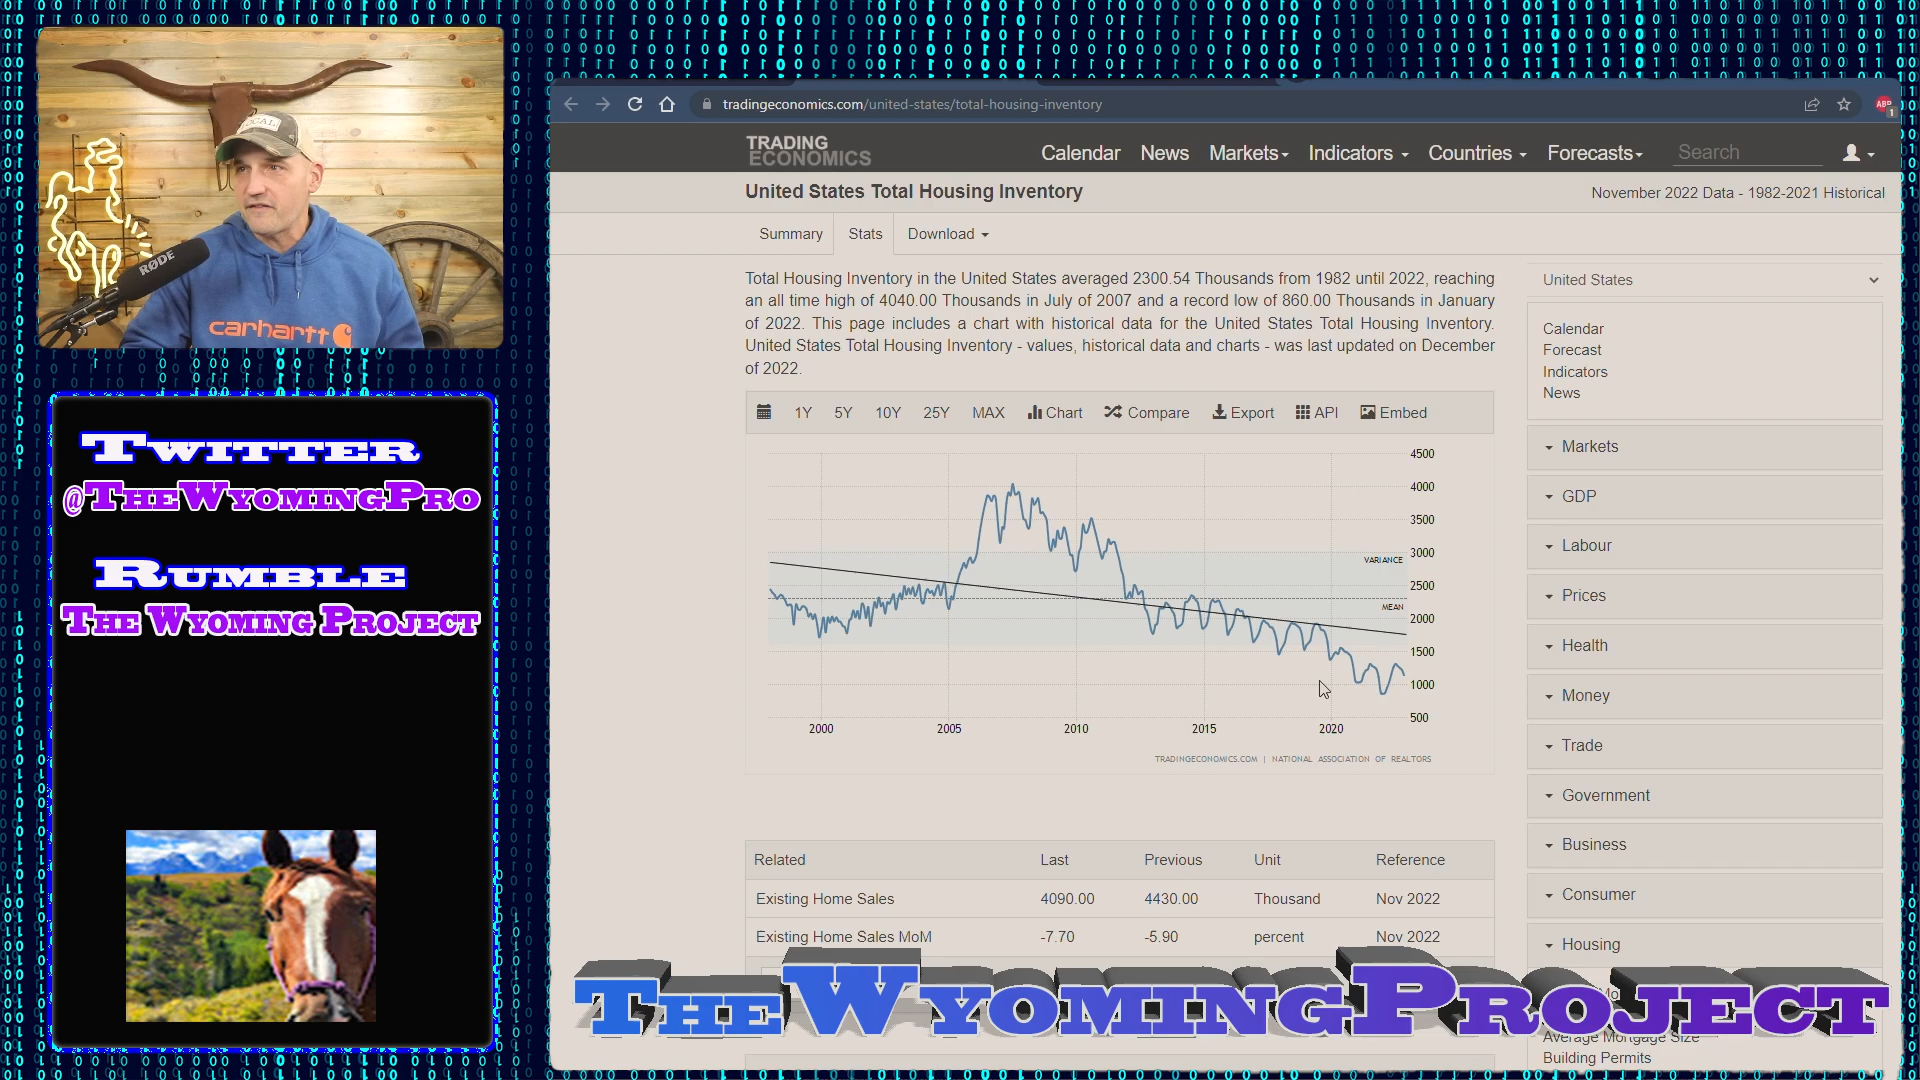 LOCAL
RØDE
carhartt
Twitter
@TheWyomingPro
Rumble
The Wyoming Project
tradingeconomics.com/united-states/total-housing-inventory
ABP
1
TRADING
ECONOMICS
Calendar News Markets Indicators Countries Forecasts Search
United States Total Housing Inventory
November 2022 Data - 1982-2021 Historical
Summary Stats Download
Total Housing Inventory in the United States averaged 2300.54 Thousands from 1982 until 2022, reaching
an all time high of 4040.00 Thousands in July of 2007 and a record low of 860.00 Thousands in January
of 2022. This page includes a chart with historical data for the United States Total Housing Inventory.
United States Total Housing Inventory - values, historical data and charts - was last updated on December
of 2022.
1Y 5Y 10Y 25Y MAX Chart Compare Export API Embed
4500
4000
3500
3000
VARIANCE
2500
MEAN
2000
1500
1000
500
2000 2005 2010 2015 2020
TRADINGECONOMICS.COM | NATIONAL ASSOCIATION OF REALTORS
Related Last Previous Unit Reference
Existing Home Sales 4090.00 4430.00 Thousand Nov 2022
Existing Home Sales MoM -7.70 -5.90 percent Nov 2022
United States
Calendar
Forecast
Indicators
News
Markets
GDP
Labour
Prices
Health
Money
Trade
Government
Business
Consumer
Housing
Average Mortgage Size
Building Permits
TheWyomingProject